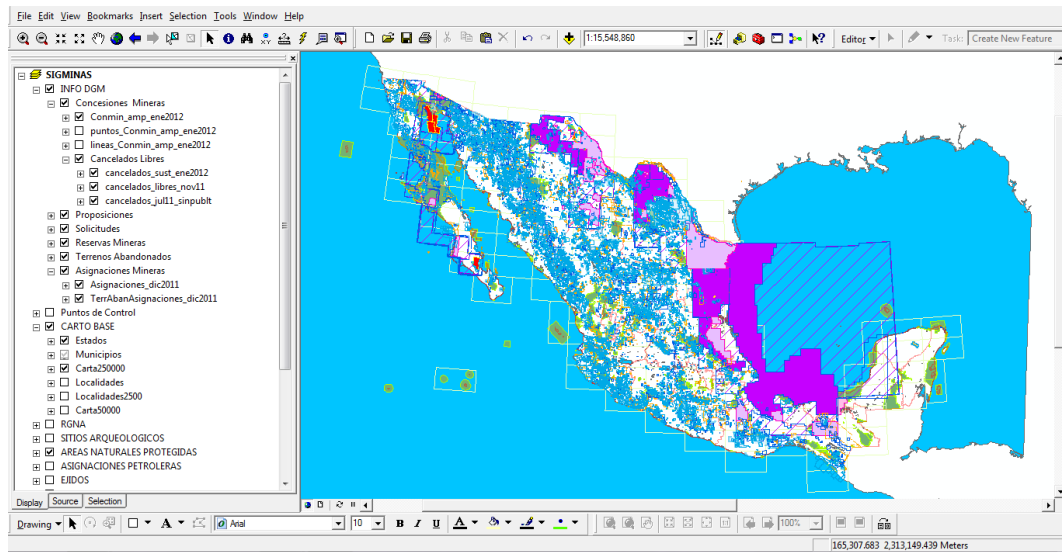 File Edit View Bookmarks Insert Selection Tools Window Help
1:15,548,860 Editor Task: Create New Feature
SIGMINAS
INFO DGM
Concesiones Mineras
Conmin_amp_ene2012
puntos_Conmin_amp_ene2012
lineas_Conmin_amp_ene2012
Cancelados Libres
cancelados_sust_ene2012
cancelados_libres_nov11
cancelados_jul11_sinpublt
Proposiciones
Solicitudes
Reservas Mineras
Terrenos Abandonados
Asignaciones Mineras
Asignaciones_dic2011
TerrAbanAsignaciones_dic2011
Puntos de Control
CARTO BASE
Estados
Municipios
Carta250000
Localidades
Localidades2500
Carta50000
RGNA
SITIOS ARQUEOLOGICOS
AREAS NATURALES PROTEGIDAS
ASIGNACIONES PETROLERAS
EJIDOS
Display Source Selection
Drawing A Arial 10 B I U A 100%
165,307.683 2,313,149.439 Meters